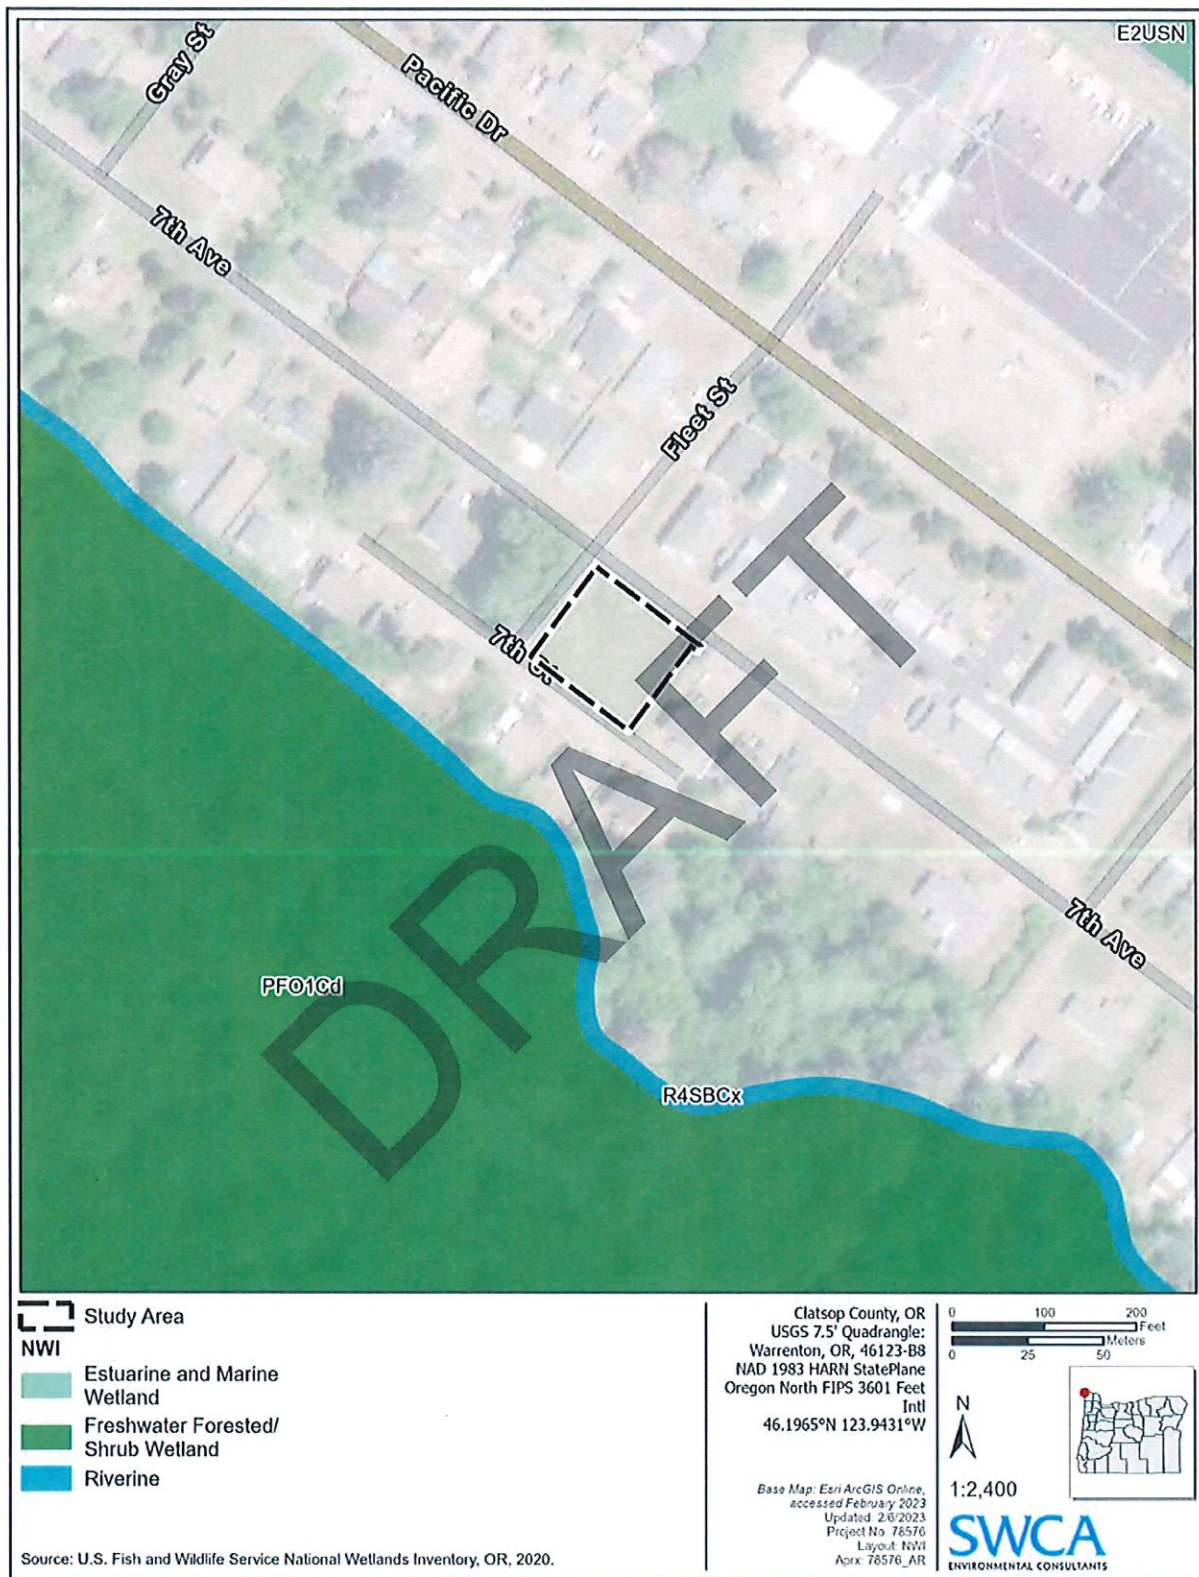 E2USN
Gray St
Pacific Dr
7th Ave
Fleet St
7th Ct
7th Ave
DRAFT
PFO1Cd
R4SBCx
Study Area
NWI
Estuarine and Marine
Wetland
Freshwater Forested/
Shrub Wetland
Riverine
Source: U.S. Fish and Wildlife Service National Wetlands Inventory, OR, 2020.
Clatsop County, OR
USGS 7.5' Quadrangle:
Warrenton, OR, 46123-B8
NAD 1983 HARN StatePlane
Oregon North FIPS 3601 Feet
Intl
46.1965°N 123.9431°W
Base Map: Esri ArcGIS Online,
accessed February 2023
Updated: 2/6/2023
Project No. 78576
Layout: NWI
Aprx: 78576_AR
0 100 200
Feet
Meters
0 25 50
N
1:2,400
SWCA
ENVIRONMENTAL CONSULTANTS